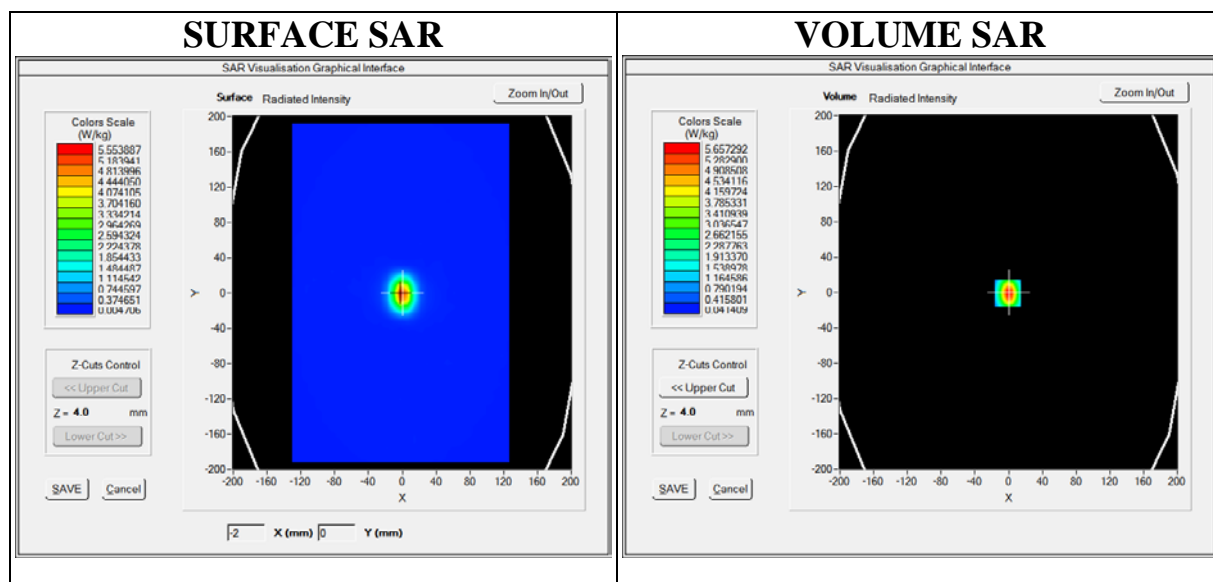 SURFACE SAR
SAR Visualisation Graphical Interface
Surface Radiated Intensity
Zoom In/Out
Colors Scale
(W/kg)
5.553887
5.183941
4.813996
4.444050
4.074105
3.704160
3.334214
2.964269
2.594324
2.224378
1.854433
1.484487
1.114542
0.744597
0.374651
0.004706
Z-Cuts Control
<< Upper Cut
Z = 4.0 mm
Lower Cut >>
SAVE Cancel
200
160
120
80
40
0
-40
-80
-120
-160
-200
Y
-200 -160 -120 -80 -40 0 40 80 120 160 200
X
-2 X (mm) 0 Y (mm)
VOLUME SAR
SAR Visualisation Graphical Interface
Volume Radiated Intensity
Zoom In/Out
Colors Scale
(W/kg)
5.657292
5.282900
4.908508
4.534116
4.159724
3.785331
3.410939
3.036547
2.662155
2.287763
1.913370
1.538978
1.164586
0.790194
0.415801
0.041409
Z-Cuts Control
<< Upper Cut
Z = 4.0 mm
Lower Cut >>
SAVE Cancel
200
160
120
80
40
0
-40
-80
-120
-160
-200
Y
-200 -160 -120 -80 -40 0 40 80 120 160 200
X